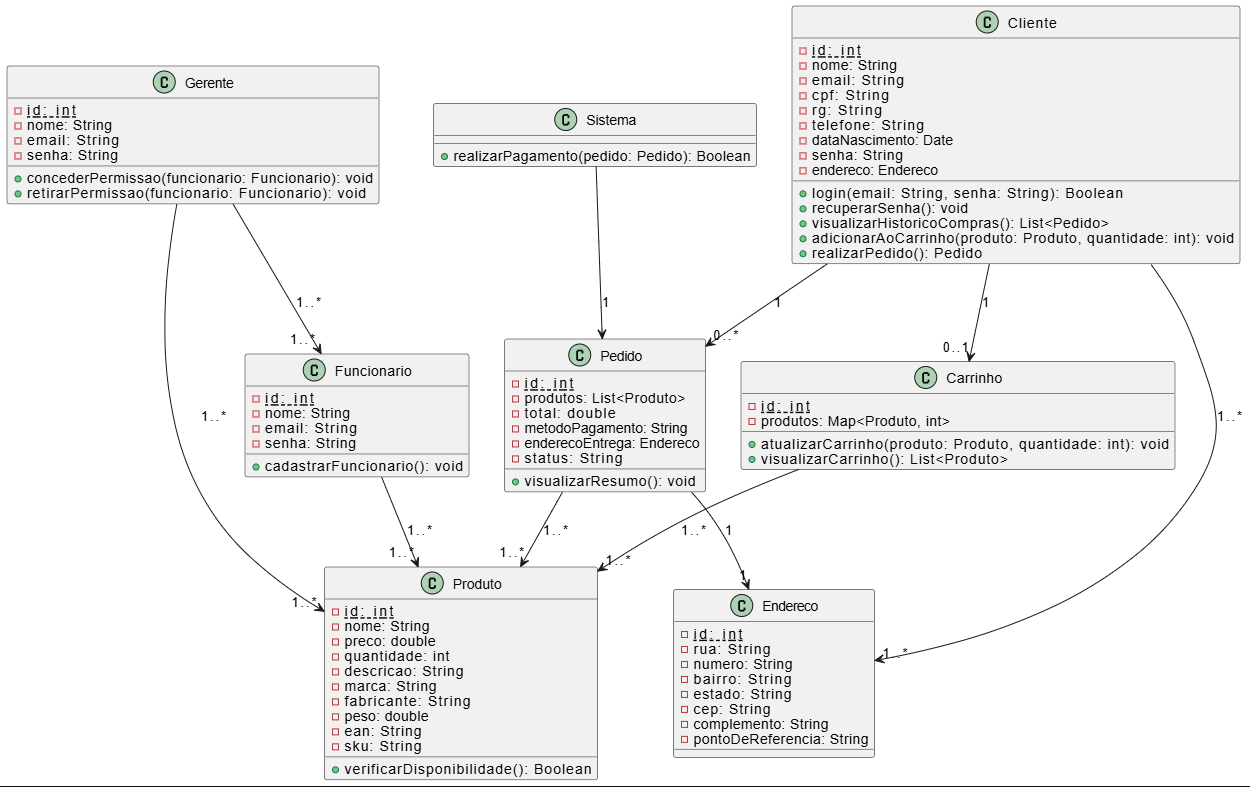 C Cliente
id: int
nome: String
email: String
cpf: String
rg: String
telefone: String
dataNascimento: Date
senha: String
endereco: Endereco
login(email: String, senha: String): Boolean
recuperarSenha(): void
visualizarHistoricoCompras(): List<Pedido>
adicionarAoCarrinho(produto: Produto, quantidade: int): void
realizarPedido(): Pedido
C Gerente
id: int
nome: String
email: String
senha: String
concederPermissao(funcionario: Funcionario): void
retirarPermissao(funcionario: Funcionario): void
C Sistema
realizarPagamento(pedido: Pedido): Boolean
1..*
1
1
1
1..*
0..*
0..1
C Funcionario
id: int
nome: String
email: String
senha: String
cadastrarFuncionario(): void
C Pedido
id: int
produtos: List<Produto>
total: double
metodoPagamento: String
enderecoEntrega: Endereco
status: String
visualizarResumo(): void
C Carrinho
id: int
produtos: Map<Produto, int>
atualizarCarrinho(produto: Produto, quantidade: int): void
visualizarCarrinho(): List<Produto>
1..*
1..*
1..*
1..*
1..*
1
1..*
1..*
1..*
1
1..*
1..*
C Produto
id: int
nome: String
preco: double
quantidade: int
descricao: String
marca: String
fabricante: String
peso: double
ean: String
sku: String
verificarDisponibilidade(): Boolean
C Endereco
id: int
rua: String
numero: String
bairro: String
estado: String
cep: String
complemento: String
pontoDeReferencia: String